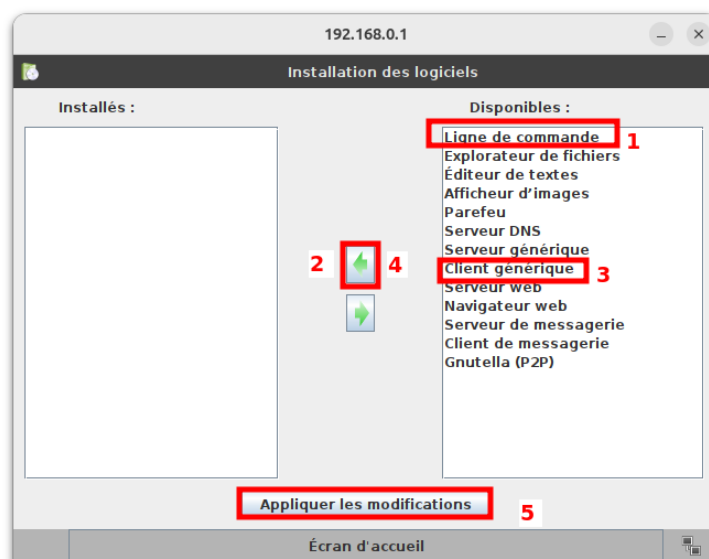 192.168.0.1
Installation des logiciels
Installés :
Disponibles :
Ligne de commande
1
Explorateur de fichiers
Éditeur de textes
Afficheur d'images
Parefeu
Serveur DNS
Serveur générique
2
4
Client générique
3
Serveur web
Navigateur web
Serveur de messagerie
Client de messagerie
Gnutella (P2P)
Appliquer les modifications
5
Écran d'accueil